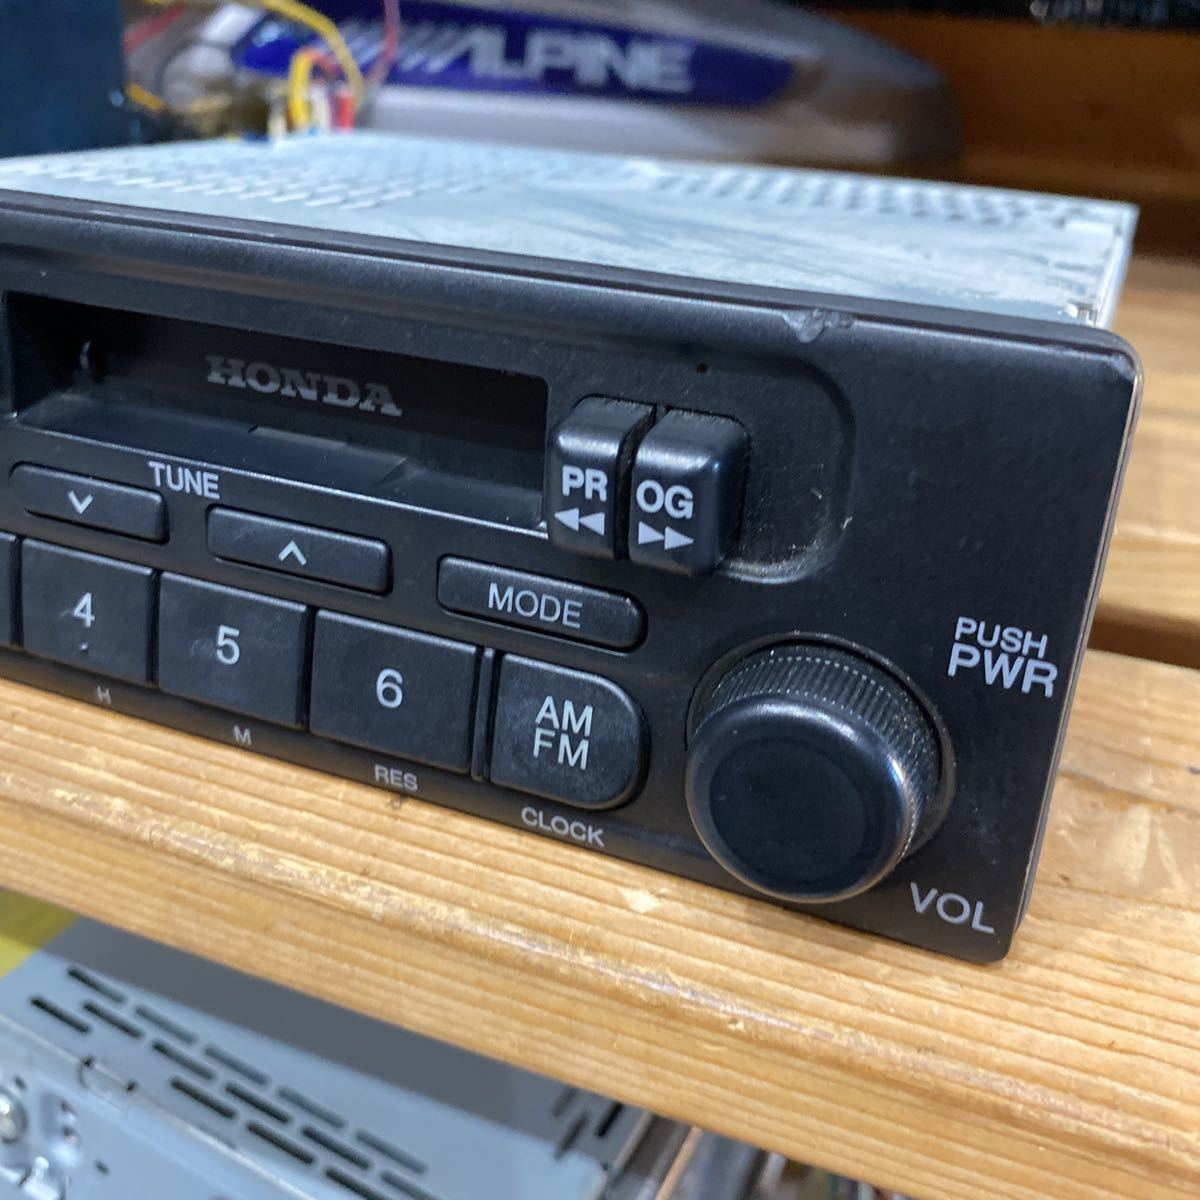 ALPINE
HONDA
PR OG
TUNE
MODE
4 5 6 AM FM
H M RES CLOCK
PUSH
PWR
VOL